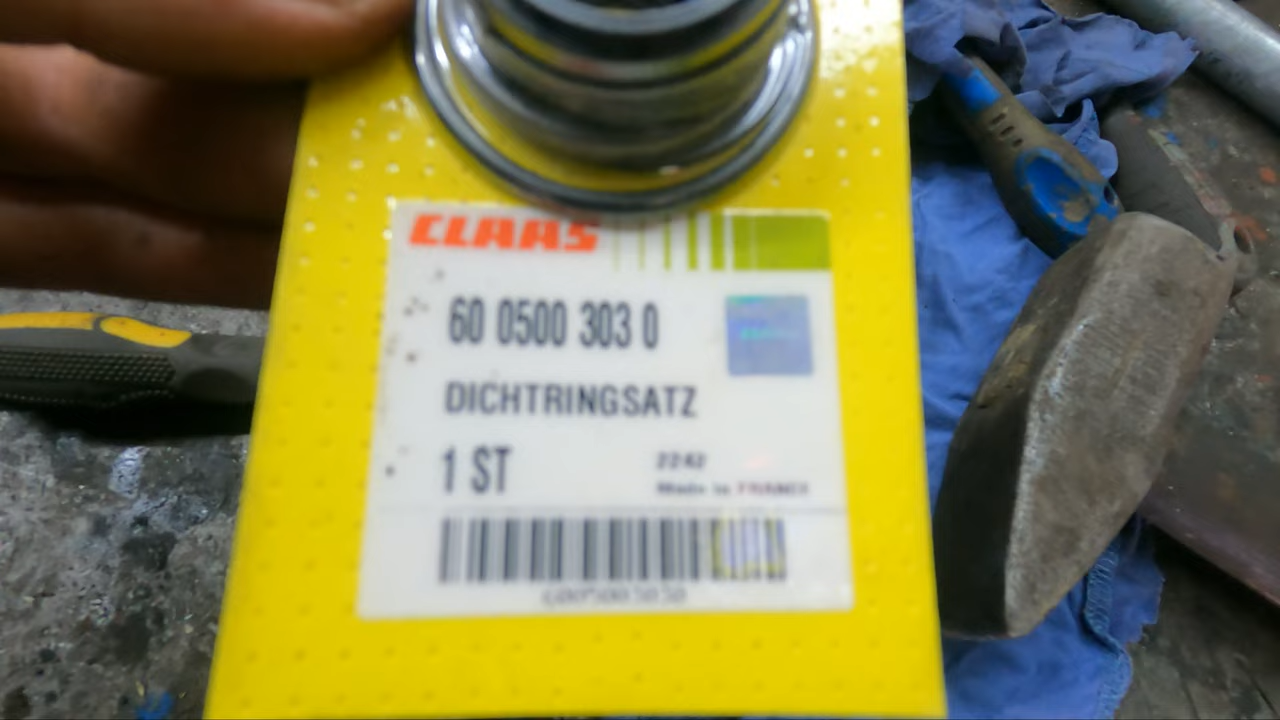 CLAAS
60 0500 303 0
DICHTRINGSATZ
1 ST
2242
Made in FRANCE